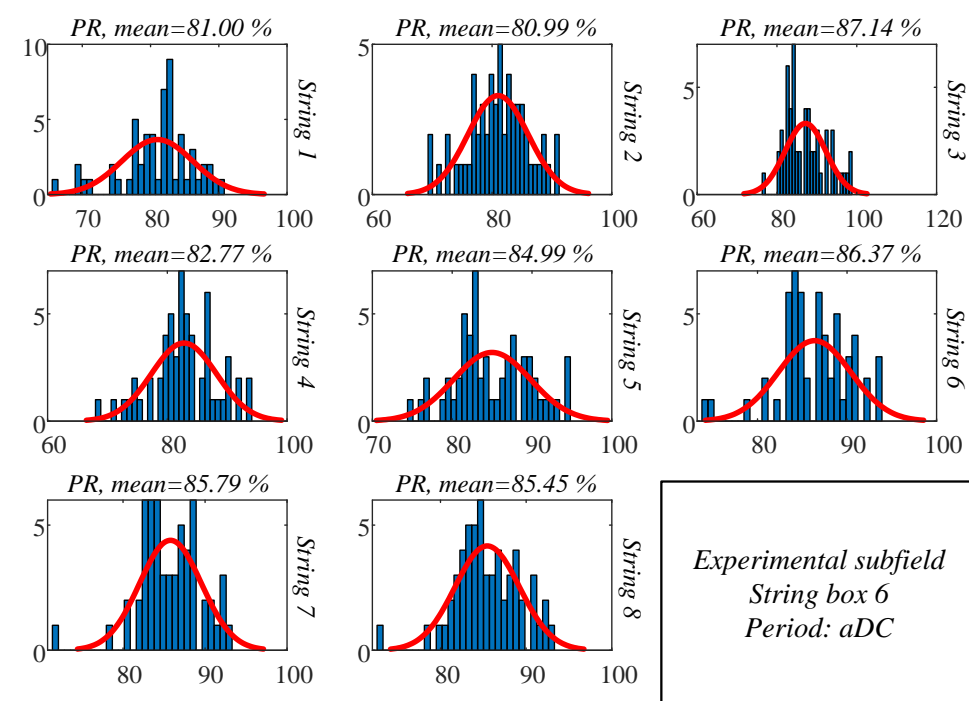 PR, mean=81.00 %
10
5
0
70
80
90
100
String 1
PR, mean=80.99 %
5
0
60
80
100
String 2
PR, mean=87.14 %
5
0
60
80
100
120
String 3
PR, mean=82.77 %
5
0
60
80
100
String 4
PR, mean=84.99 %
5
0
70
80
90
100
String 5
PR, mean=86.37 %
5
0
80
90
100
String 6
PR, mean=85.79 %
5
0
80
90
100
String 7
PR, mean=85.45 %
5
0
80
90
100
String 8
Experimental subfield
String box 6
Period: aDC